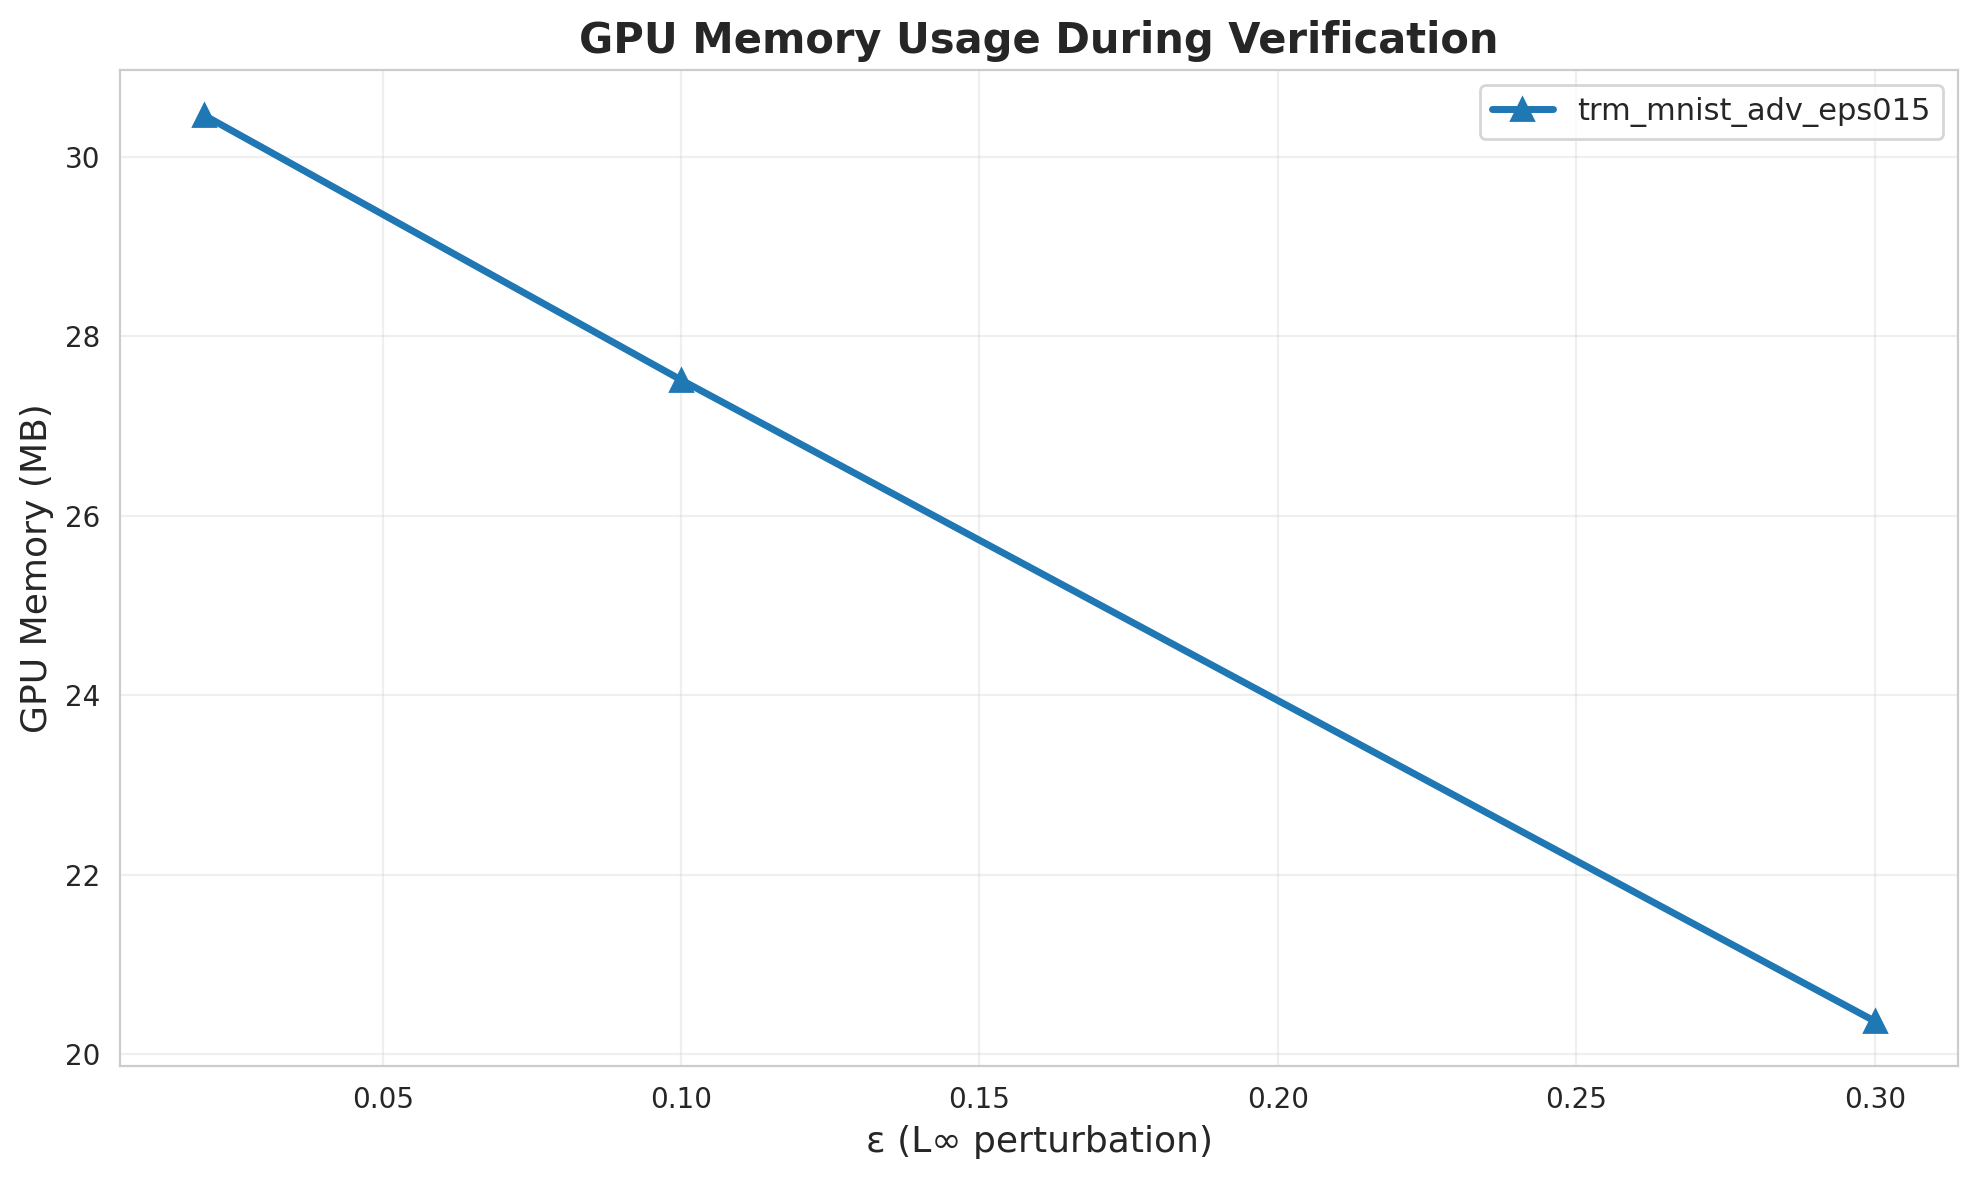 GPU Memory Usage During Verification
trm_mnist_adv_eps015
GPU Memory (MB)
30
28
26
24
22
20
0.05 0.10 0.15 0.20 0.25 0.30
ε (L∞ perturbation)